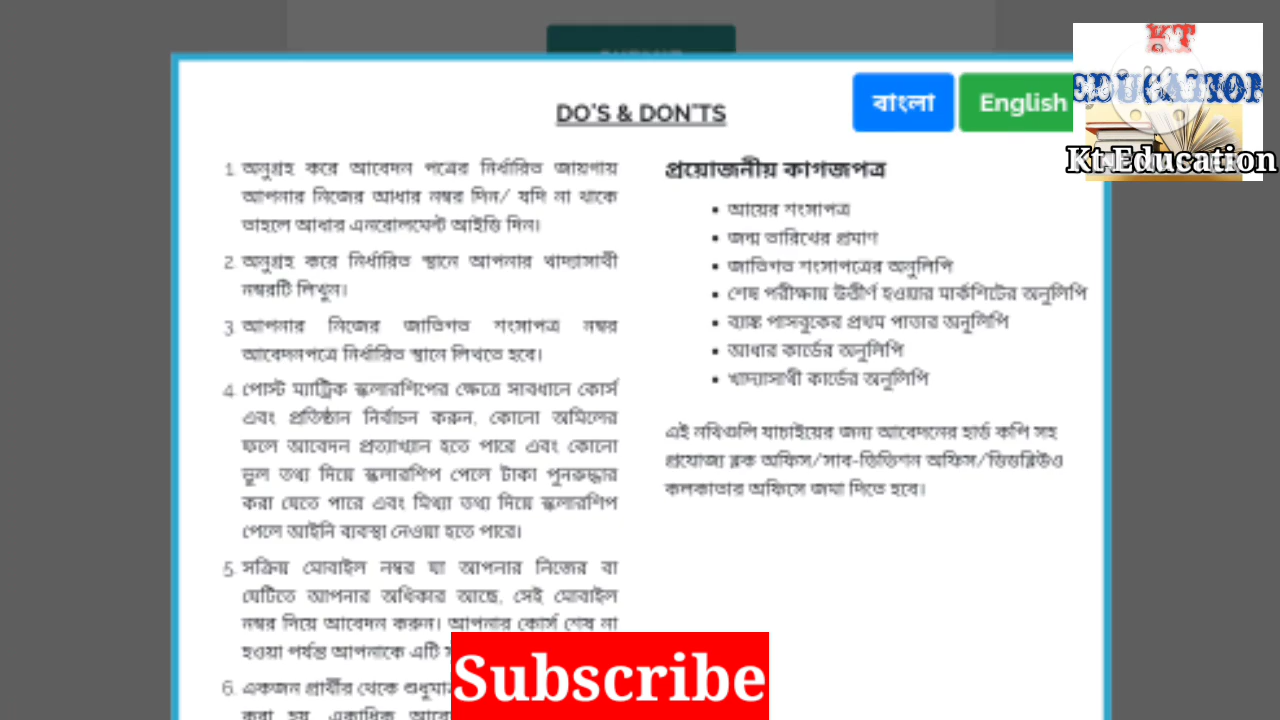 DO'S & DON'TS
বাংলা
English
KT
EDUCATION
Kt Education
1. অনুগ্রহ করে আবেদন পত্রের নির্ধারিত জায়গায়
আপনার নিজের আধার নম্বর দিন/ যদি না থাকে
তাহলে আধার এনরোলমেন্ট আইডি দিন।
2. অনুগ্রহ করে নির্ধারিত স্থানে আপনার খাদ্যসাথী
নম্বরটি লিখুন।
3. আপনার নিজের জাতিগত শংসাপত্র নম্বর
আবেদনপত্রে নির্ধারিত স্থানে লিখতে হবে।
4. পোস্ট ম্যাট্রিক স্কলারশিপের ক্ষেত্রে সাবধানে কোর্স
এবং প্রতিষ্ঠান নির্বাচন করুন, কোনো অমিলের
ফলে আবেদন প্রত্যাখ্যান হতে পারে এবং কোনো
ভুল তথ্য দিয়ে স্কলারশিপ পেলে টাকা পুনরুদ্ধার
করা যেতে পারে এবং মিথ্যা তথ্য দিয়ে স্কলারশিপ
পেলে আইনি ব্যবস্থা নেওয়া হতে পারে।
5. সক্রিয় মোবাইল নম্বর যা আপনার নিজের বা
যেটিতে আপনার অধিকার আছে, সেই মোবাইল
নম্বর দিয়ে আবেদন করুন। আপনার কোর্স শেষ না
হওয়া পর্যন্ত আপনাকে এটি
6. একজন প্রার্থীর থেকে
করা হয়, একাধিক
প্রয়োজনীয় কাগজপত্র
• আয়ের শংসাপত্র
• জন্ম তারিখের প্রমাণ
• জাতিগত শংসাপত্রের অনুলিপি
• শেষ পরীক্ষায় উত্তীর্ণ হওয়ার মার্কশিটের অনুলিপি
• ব্যাঙ্ক পাসবুকের প্রথম পাতার অনুলিপি
• আধার কার্ডের অনুলিপি
• খাদ্যসাথী কার্ডের অনুলিপি
এই নথিগুলি যাচাইয়ের জন্য আবেদনের হার্ড কপি সহ
প্রযোজ্য ব্লক অফিস/সাব-ডিভিশন অফিস/ডিডব্লিউও
কলকাতার অফিসে জমা দিতে হবে।
Subscribe